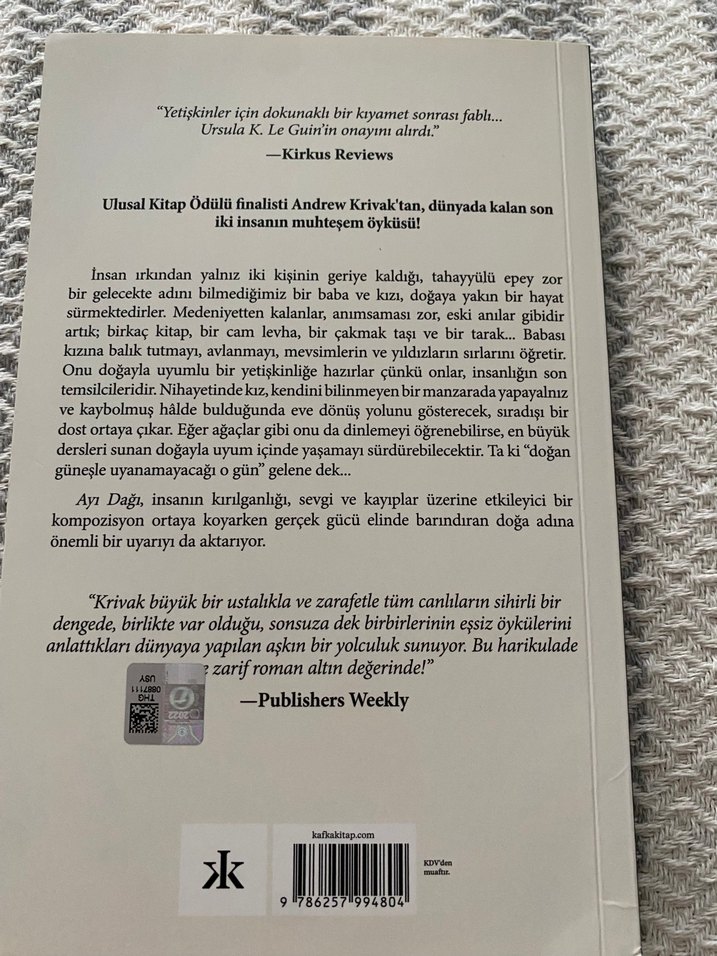 “Yetişkinler için dokunaklı bir kıyamet sonrası fablı...
Ursula K. Le Guin’in onayını alırdı.”
—Kirkus Reviews
Ulusal Kitap Ödülü finalisti Andrew Krivak'tan, dünyada kalan son
iki insanın muhteşem öyküsü!
İnsan ırkından yalnız iki kişinin geriye kaldığı, tahayyülü epey zor
bir gelecekte adını bilmediğimiz bir baba ve kızı, doğaya yakın bir hayat
sürmektedirler. Medeniyetten kalanlar, anımsaması zor, eski anılar gibidir
artık; birkaç kitap, bir cam levha, bir çakmak taşı ve bir tarak... Babası
kızına balık tutmayı, avlanmayı, mevsimlerin ve yıldızların sırlarını öğretir.
Onu doğayla uyumlu bir yetişkinliğe hazırlar çünkü onlar, insanlığın son
temsilcileridir. Nihayetinde kız, kendini bilinmeyen bir manzarada yapayalnız
ve kaybolmuş hâlde bulduğunda eve dönüş yolunu gösterecek, sıradışı bir
dost ortaya çıkar. Eğer ağaçlar gibi onu da dinlemeyi öğrenebilirse, en büyük
dersleri sunan doğayla uyum içinde yaşamayı sürdürebilecektir. Ta ki “doğan
güneşle uyanamayacağı o gün” gelene dek...
Ayı Dağı, insanın kırılganlığı, sevgi ve kayıplar üzerine etkileyici bir
kompozisyon ortaya koyarken gerçek gücü elinde barındıran doğa adına
önemli bir uyarıyı da aktarıyor.
“Krivak büyük bir ustalıkla ve zarafetle tüm canlıların sihirli bir
dengede, birlikte var olduğu, sonsuza dek birbirlerinin eşsiz öykülerini
anlattıkları dünyaya yapılan aşkın bir yolculuk sunuyor. Bu harikulade
zarif roman altın değerinde!”
—Publishers Weekly
THG
0887111
USY
2022
kafkakitap.com
KDV'den
muaftır.
9 786257 994804